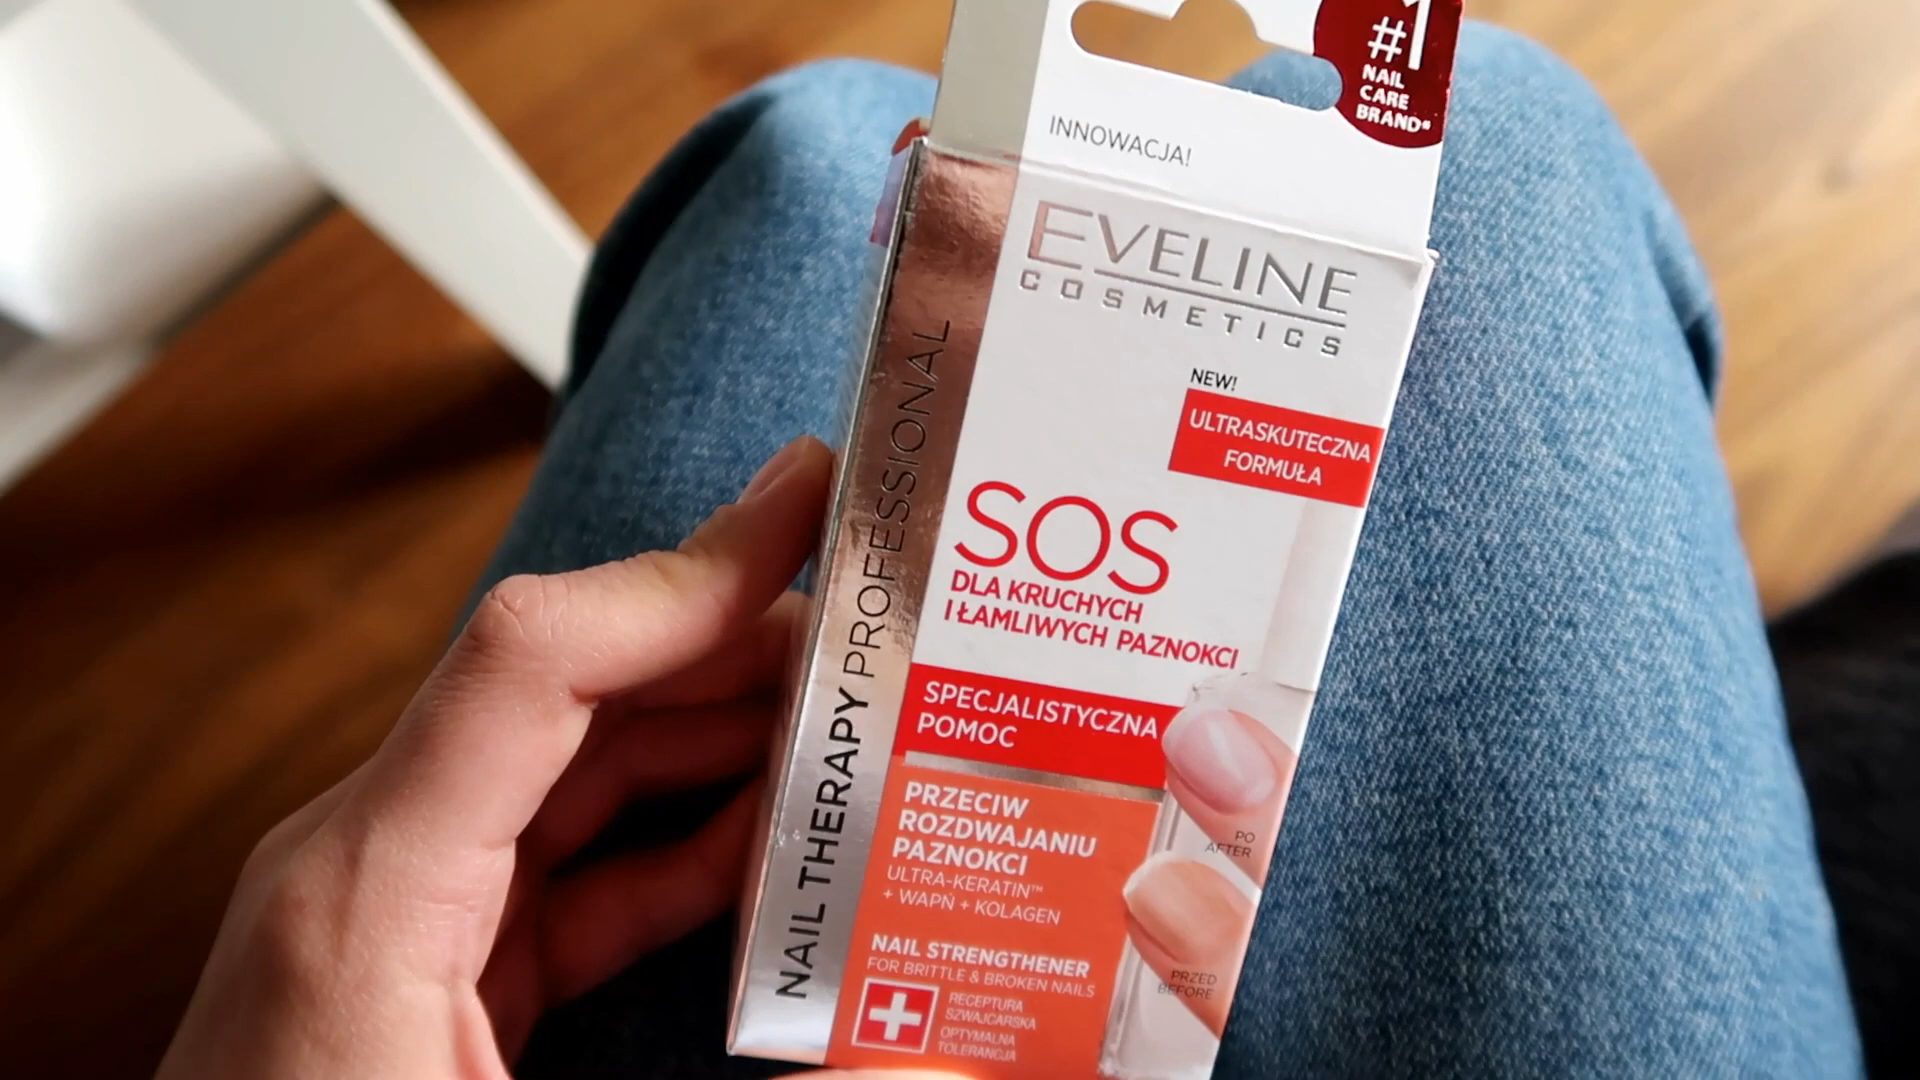 #1
NAIL
CARE
BRAND*
INNOWACJA!
EVELINE
COSMETICS
NEW!
ULTRASKUTECZNA
FORMUŁA
SOS
DLA KRUCHYCH
I ŁAMLIWYCH PAZNOKCI
SPECJALISTYCZNA
POMOC
PRZECIW
ROZDWAJANIU
PAZNOKCI
ULTRA-KERATIN™
+ WAPŃ + KOLAGEN
NAIL STRENGTHENER
FOR BRITTLE & BROKEN NAILS
RECEPTURA
SZWAJCARSKA
OPTYMALNA
TOLERANCJA
PO
AFTER
PRZED
BEFORE
NAIL THERAPY PROFESSIONAL